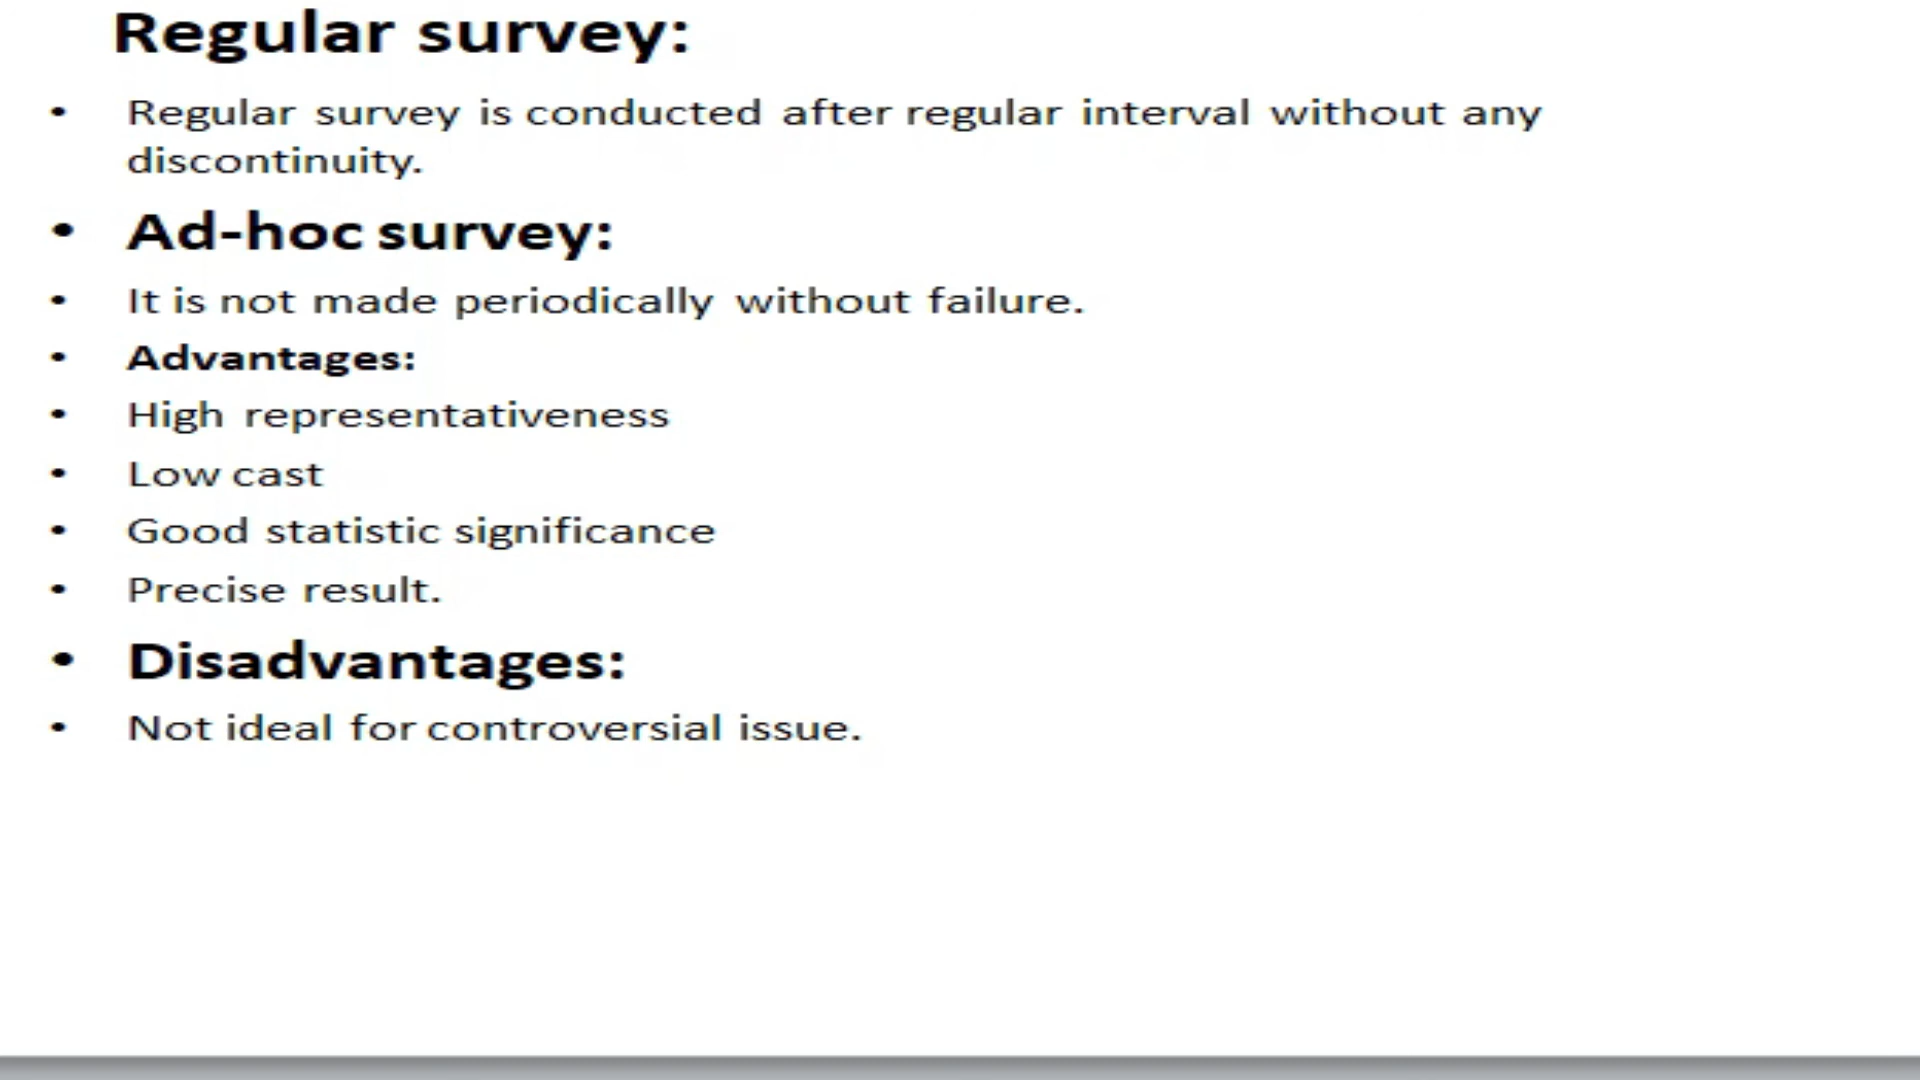 Regular survey:
• Regular survey is conducted after regular interval without any
discontinuity.
• Ad-hoc survey:
• It is not made periodically without failure.
• Advantages:
• High representativeness
• Low cast
• Good statistic significance
• Precise result.
• Disadvantages:
• Not ideal for controversial issue.